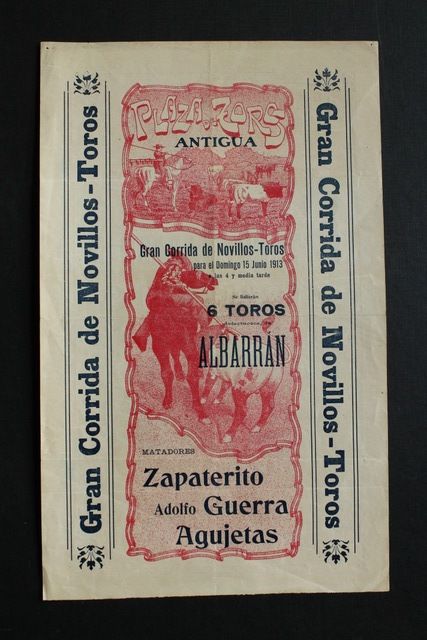 Gran Corrida de Novillos-Toros
PLAZA DE TOROS
ANTIGUA
Gran Corrida de Novillos-Toros
para el Domingo 15 Junio 1913
a las 4 y media tarde
Se lidiarán
6 TOROS
de
ALBARRÁN
MATADORES
Zapaterito
Adolfo Guerra
Agujetas
Gran Corrida de Novillos-Toros